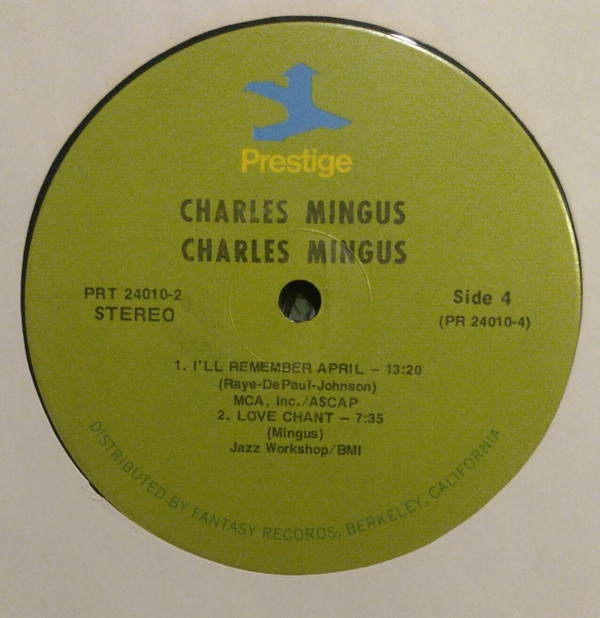 Prestige
CHARLES MINGUS
CHARLES MINGUS
PRT 24010-2
STEREO
Side 4
(PR 24010-4)
1. I'LL REMEMBER APRIL – 13:20
(Raye-DePaul-Johnson)
MCA, Inc./ASCAP
2. LOVE CHANT – 7:35
(Mingus)
Jazz Workshop/BMI
DISTRIBUTED BY FANTASY RECORDS, BERKELEY, CALIFORNIA